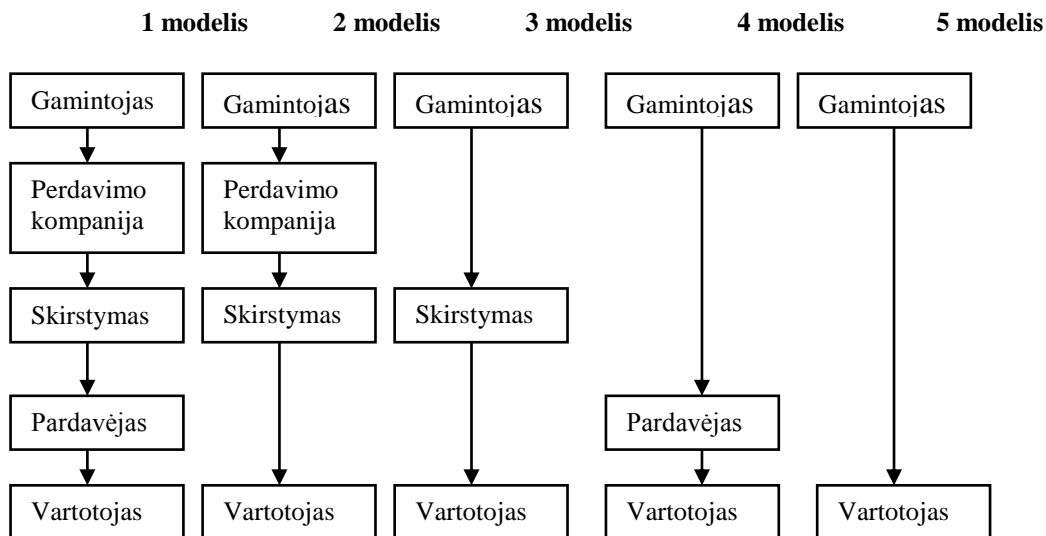 1 modelis 2 modelis 3 modelis 4 modelis 5 modelis
Gamintojas Gamintojas Gamintojas Gamintojas Gamintojas
Perdavimo Perdavimo
kompanija kompanija
Skirstymas Skirstymas Skirstymas
Pardavėjas Pardavėjas
Vartotojas Vartotojas Vartotojas Vartotojas Vartotojas